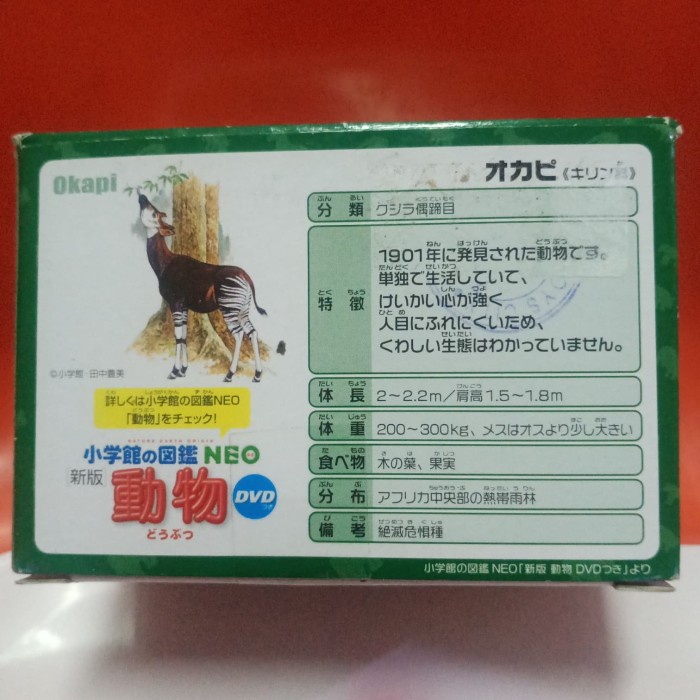 Okapi
オカピ《キリン科》
分類 クジラ偶蹄目
特徴
1901年に発見された動物です。
単独で生活していて、
けいかい心が強く
人目にふれにくいため、
くわしい生態はわかっていません。
体長 2~2.2m/肩高1.5~1.8m
体重 200~300kg、メスはオスより少し大きい
食べ物 木の葉、果実
分布 アフリカ中央部の熱帯雨林
備考 絶滅危惧種
©小学館・田中豊美
詳しくは小学館の図鑑NEO
「動物」をチェック!
小学館の図鑑 NEO
新版 動物 DVDつき
どうぶつ
小学館の図鑑 NEO「新版 動物 DVDつき」より